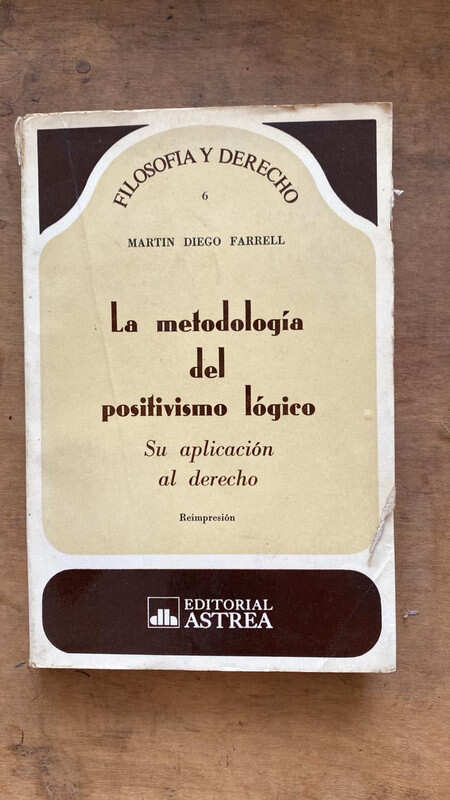 FILOSOFIA Y DERECHO
6
MARTIN DIEGO FARRELL
La metodología
del
positivismo lógico
Su aplicación
al derecho
Reimpresión
EDITORIAL
ASTREA